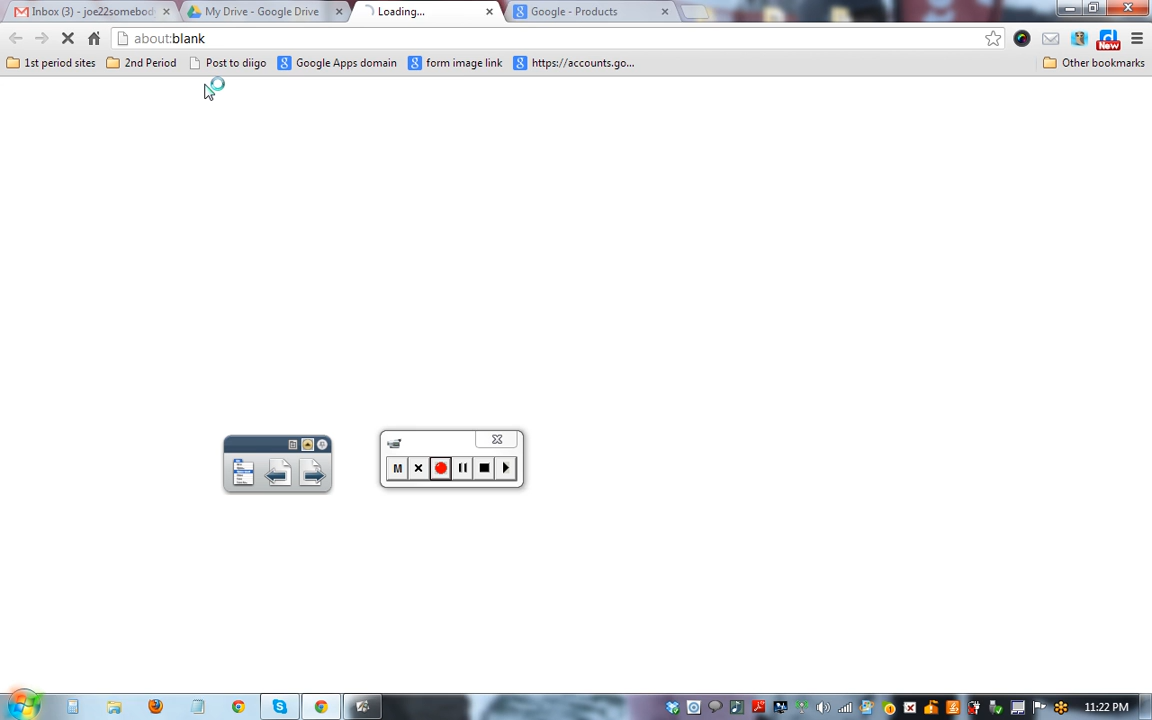 Inbox (3) - joe22somebod
My Drive - Google Drive
Loading...
Google - Products
about:blank
1st period sites
2nd Period
Post to diigo
Google Apps domain
form image link
https://accounts.go...
New
Other bookmarks
M
11:22 PM